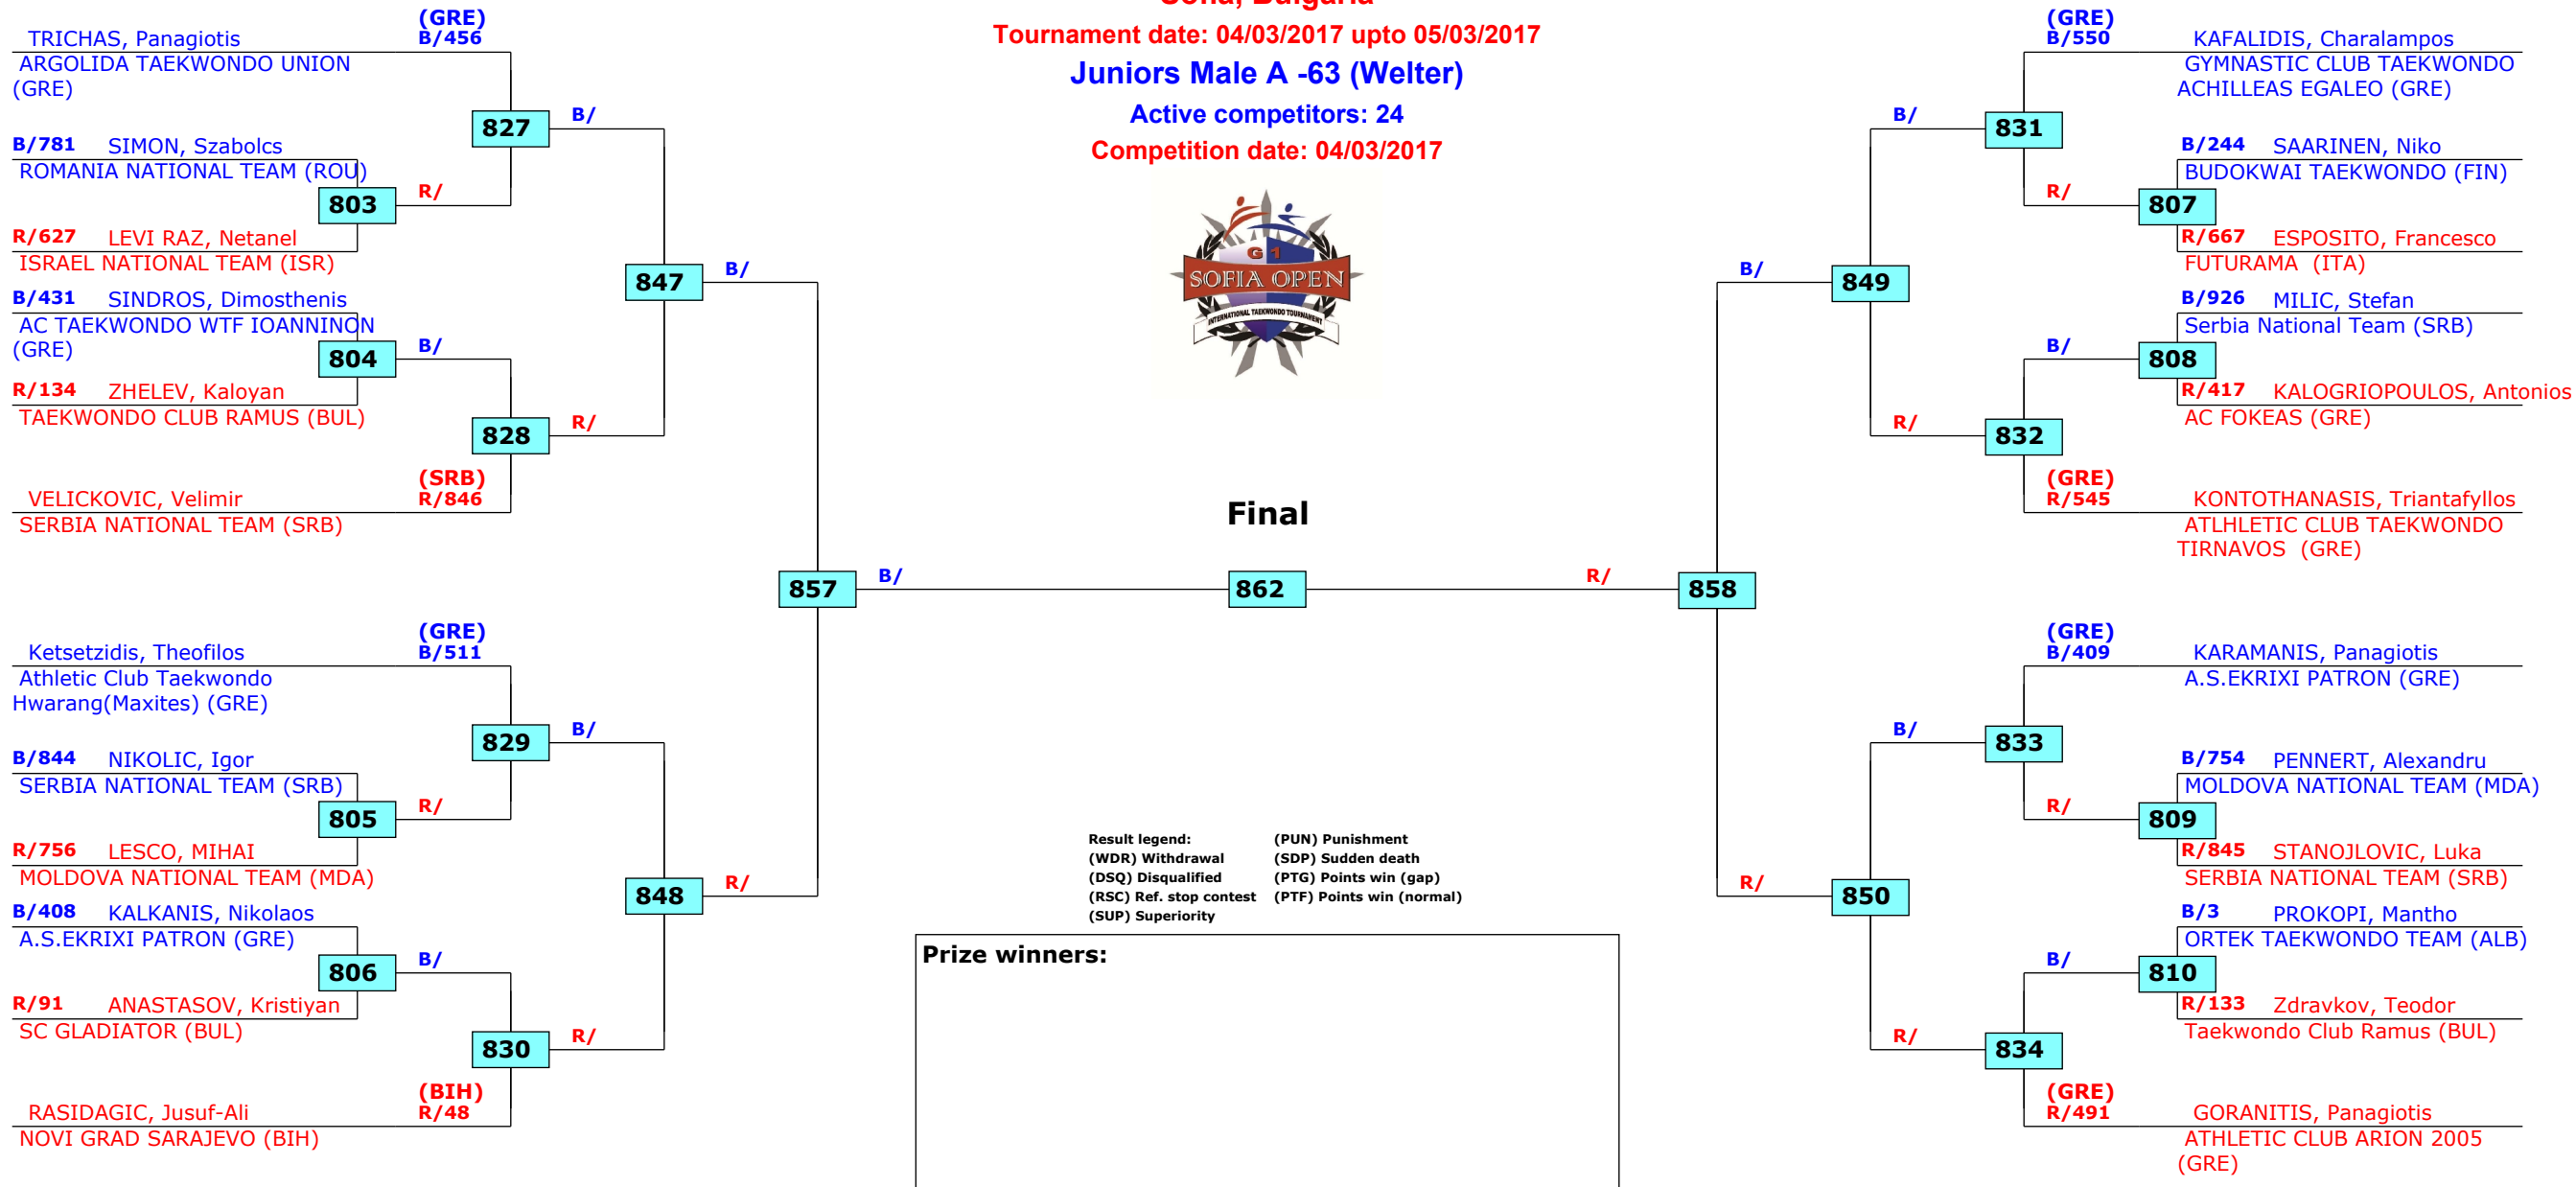 Sofia, Bulgaria
Tournament date: 04/03/2017 upto 05/03/2017
Juniors Male A -63 (Welter)
Active competitors: 24
Competition date: 04/03/2017
G 1
SOFIA OPEN
INTERNATIONAL TAEKWONDO TOURNAMENT
(GRE)
TRICHAS, Panagiotis B/456
ARGOLIDA TAEKWONDO UNION
(GRE)
827 B/
B/781 SIMON, Szabolcs
ROMANIA NATIONAL TEAM (ROU)
803 R/
R/627 LEVI RAZ, Netanel
ISRAEL NATIONAL TEAM (ISR)
847 B/
B/431 SINDROS, Dimosthenis
AC TAEKWONDO WTF IOANNINON
(GRE)
804 B/
R/134 ZHELEV, Kaloyan
TAEKWONDO CLUB RAMUS (BUL)
828 R/
(SRB)
VELICKOVIC, Velimir R/846
SERBIA NATIONAL TEAM (SRB)
857 B/
(GRE)
Ketsetzidis, Theofilos B/511
Athletic Club Taekwondo
Hwarang(Maxites) (GRE)
829 B/
B/844 NIKOLIC, Igor
SERBIA NATIONAL TEAM (SRB)
805 R/
R/756 LESCO, MIHAI
MOLDOVA NATIONAL TEAM (MDA)
848 R/
B/408 KALKANIS, Nikolaos
A.S.EKRIXI PATRON (GRE)
806 B/
R/91 ANASTASOV, Kristiyan
SC GLADIATOR (BUL)
830 R/
(BIH)
RASIDAGIC, Jusuf-Ali R/48
NOVI GRAD SARAJEVO (BIH)
Final
862
(GRE)
B/550 KAFALIDIS, Charalampos
GYMNASTIC CLUB TAEKWONDO
ACHILLEAS EGALEO (GRE)
B/ 831
B/244 SAARINEN, Niko
BUDOKWAI TAEKWONDO (FIN)
R/ 807
R/667 ESPOSITO, Francesco
FUTURAMA (ITA)
B/ 849
B/926 MILIC, Stefan
Serbia National Team (SRB)
B/ 808
R/417 KALOGRIOPOULOS, Antonios
AC FOKEAS (GRE)
R/ 832
(GRE)
R/545 KONTOTHANASIS, Triantafyllos
ATLHLETIC CLUB TAEKWONDO
TIRNAVOS (GRE)
R/ 858
(GRE)
B/409 KARAMANIS, Panagiotis
A.S.EKRIXI PATRON (GRE)
B/ 833
B/754 PENNERT, Alexandru
MOLDOVA NATIONAL TEAM (MDA)
R/ 809
R/845 STANOJLOVIC, Luka
SERBIA NATIONAL TEAM (SRB)
R/ 850
B/3 PROKOPI, Mantho
ORTEK TAEKWONDO TEAM (ALB)
B/ 810
R/133 Zdravkov, Teodor
Taekwondo Club Ramus (BUL)
R/ 834
(GRE)
R/491 GORANITIS, Panagiotis
ATHLETIC CLUB ARION 2005
(GRE)
Result legend: (PUN) Punishment
(WDR) Withdrawal (SDP) Sudden death
(DSQ) Disqualified (PTG) Points win (gap)
(RSC) Ref. stop contest (PTF) Points win (normal)
(SUP) Superiority
Prize winners: